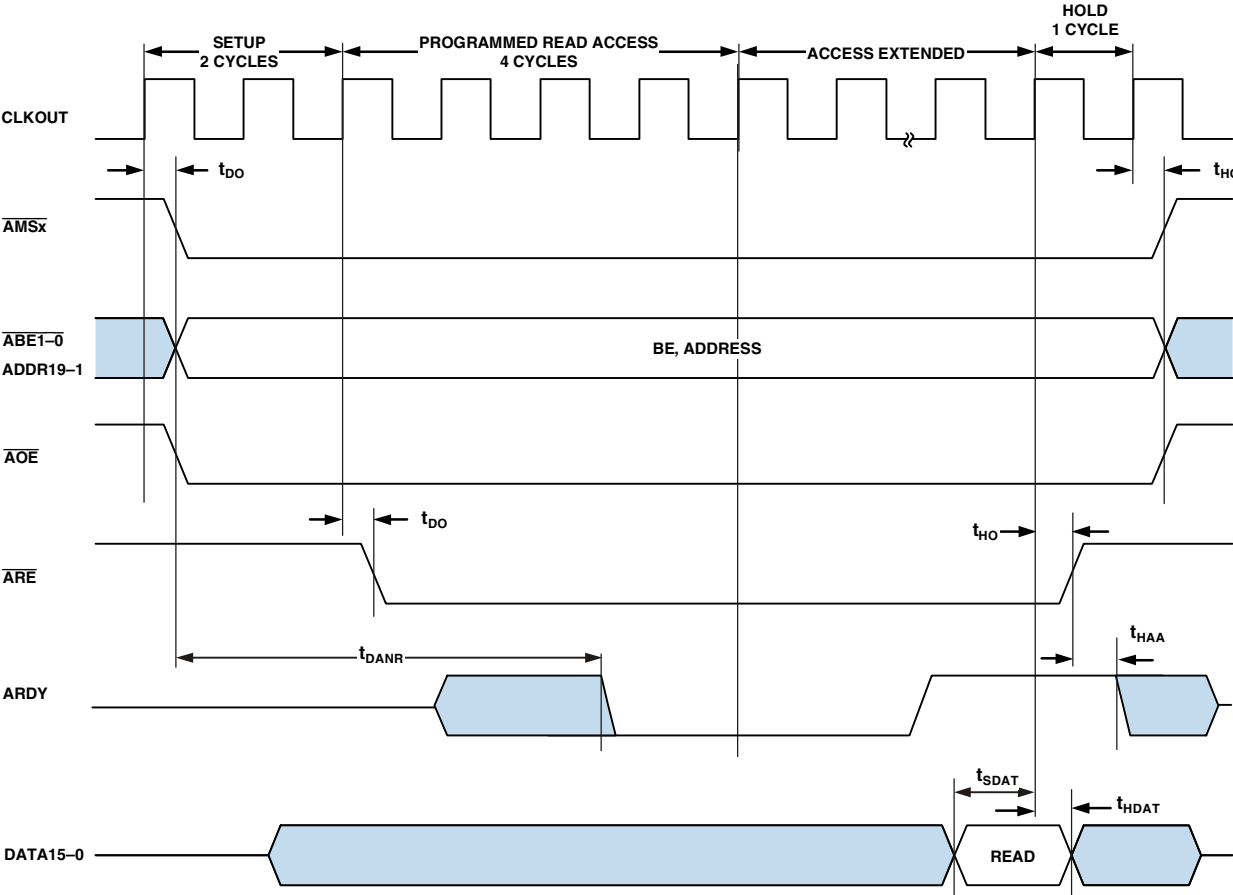 HOLD
1 CYCLE
SETUP
2 CYCLES
PROGRAMMED READ ACCESS
4 CYCLES
ACCESS EXTENDED
CLKOUT
tDO
tHO
AMSx
ABE1–0
ADDR19–1
BE, ADDRESS
AOE
tDO
tHO
ARE
tHAA
tDANR
ARDY
tSDAT
tHDAT
DATA15–0
READ